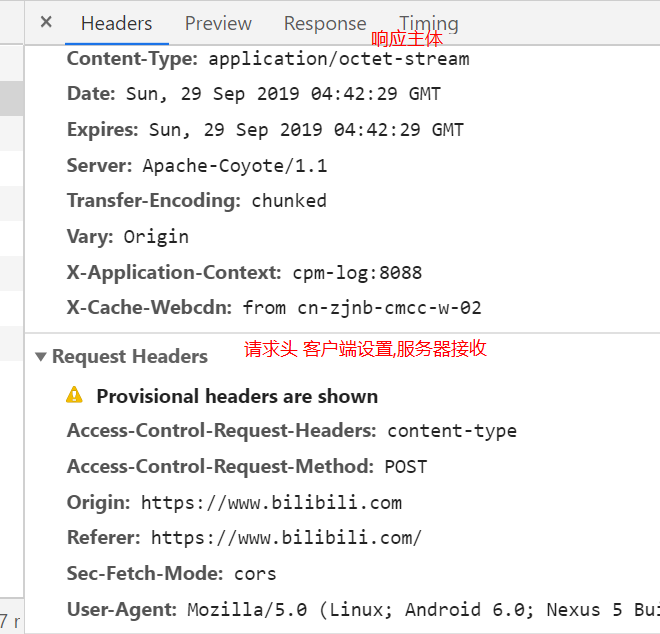 × Headers Preview Response Timing
响应主体
Content-Type: application/octet-stream
Date: Sun, 29 Sep 2019 04:42:29 GMT
Expires: Sun, 29 Sep 2019 04:42:29 GMT
Server: Apache-Coyote/1.1
Transfer-Encoding: chunked
Vary: Origin
X-Application-Context: cpm-log:8088
X-Cache-Webcdn: from cn-zjnb-cmcc-w-02
▼ Request Headers 请求头 客户端设置,服务器接收
Provisional headers are shown
Access-Control-Request-Headers: content-type
Access-Control-Request-Method: POST
Origin: https://www.bilibili.com
Referer: https://www.bilibili.com/
Sec-Fetch-Mode: cors
7 r
User-Agent: Mozilla/5.0 (Linux; Android 6.0; Nexus 5 Bui